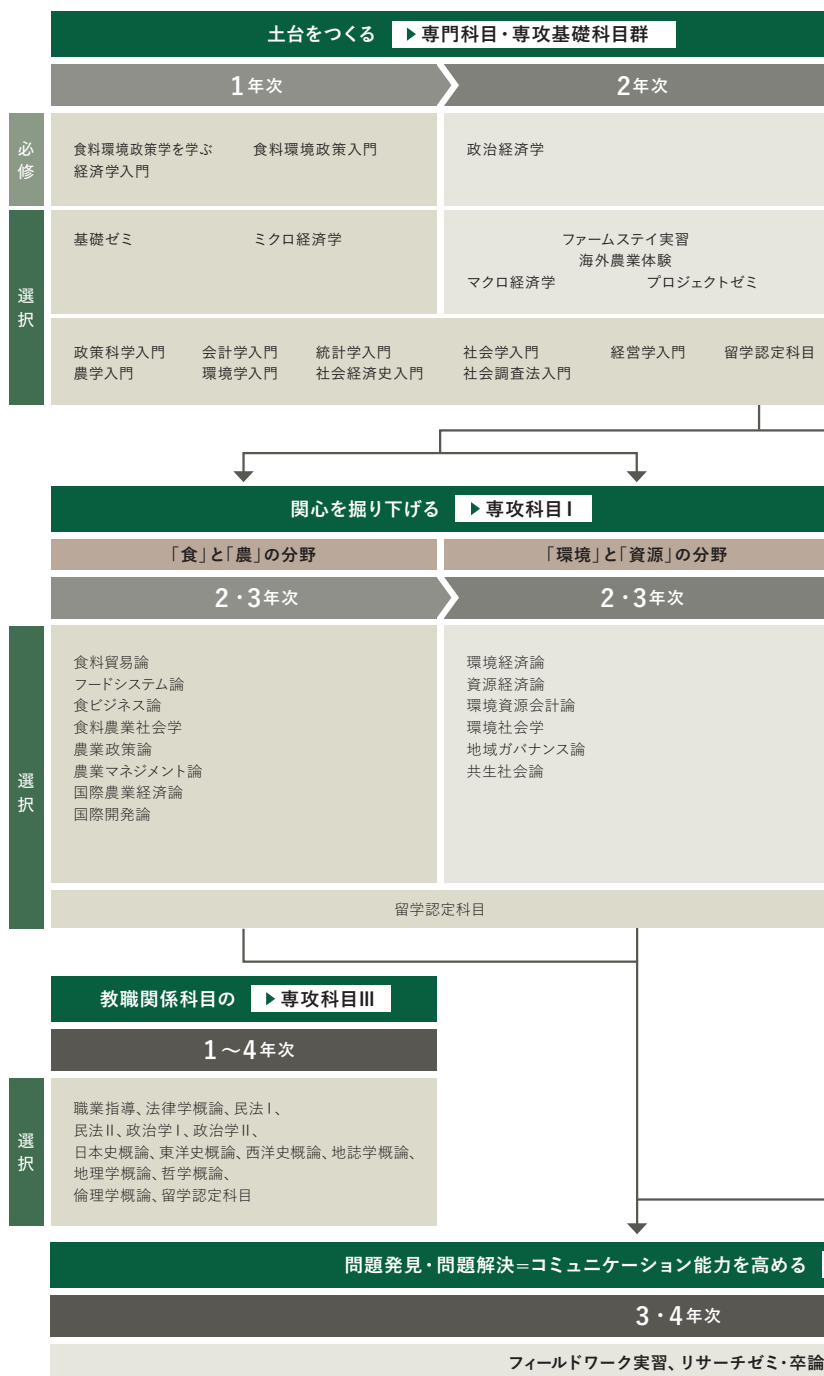 土台をつくる ▶専門科目・専攻基礎科目群
1年次
2年次
必修
食料環境政策学を学ぶ 食料環境政策入門
経済学入門
政治経済学
選択
基礎ゼミ ミクロ経済学
ファームステイ実習
海外農業体験
マクロ経済学 プロジェクトゼミ
政策科学入門 会計学入門 統計学入門 社会学入門 経営学入門 留学認定科目
農学入門 環境学入門 社会経済史入門 社会調査法入門
関心を掘り下げる ▶専攻科目Ⅰ
「食」と「農」の分野
「環境」と「資源」の分野
2・3年次
2・3年次
選択
食料貿易論
フードシステム論
食ビジネス論
食料農業社会学
農業政策論
農業マネジメント論
国際農業経済論
国際開発論
環境経済論
資源経済論
環境資源会計論
環境社会学
地域ガバナンス論
共生社会論
留学認定科目
教職関係科目の ▶専攻科目Ⅲ
1〜4年次
選択
職業指導、法律学概論、民法Ⅰ、
民法Ⅱ、政治学Ⅰ、政治学Ⅱ、
日本史概論、東洋史概論、西洋史概論、地誌学概論、
地理学概論、哲学概論、
倫理学概論、留学認定科目
問題発見・問題解決=コミュニケーション能力を高める
3・4年次
フィールドワーク実習、リサーチゼミ・卒論